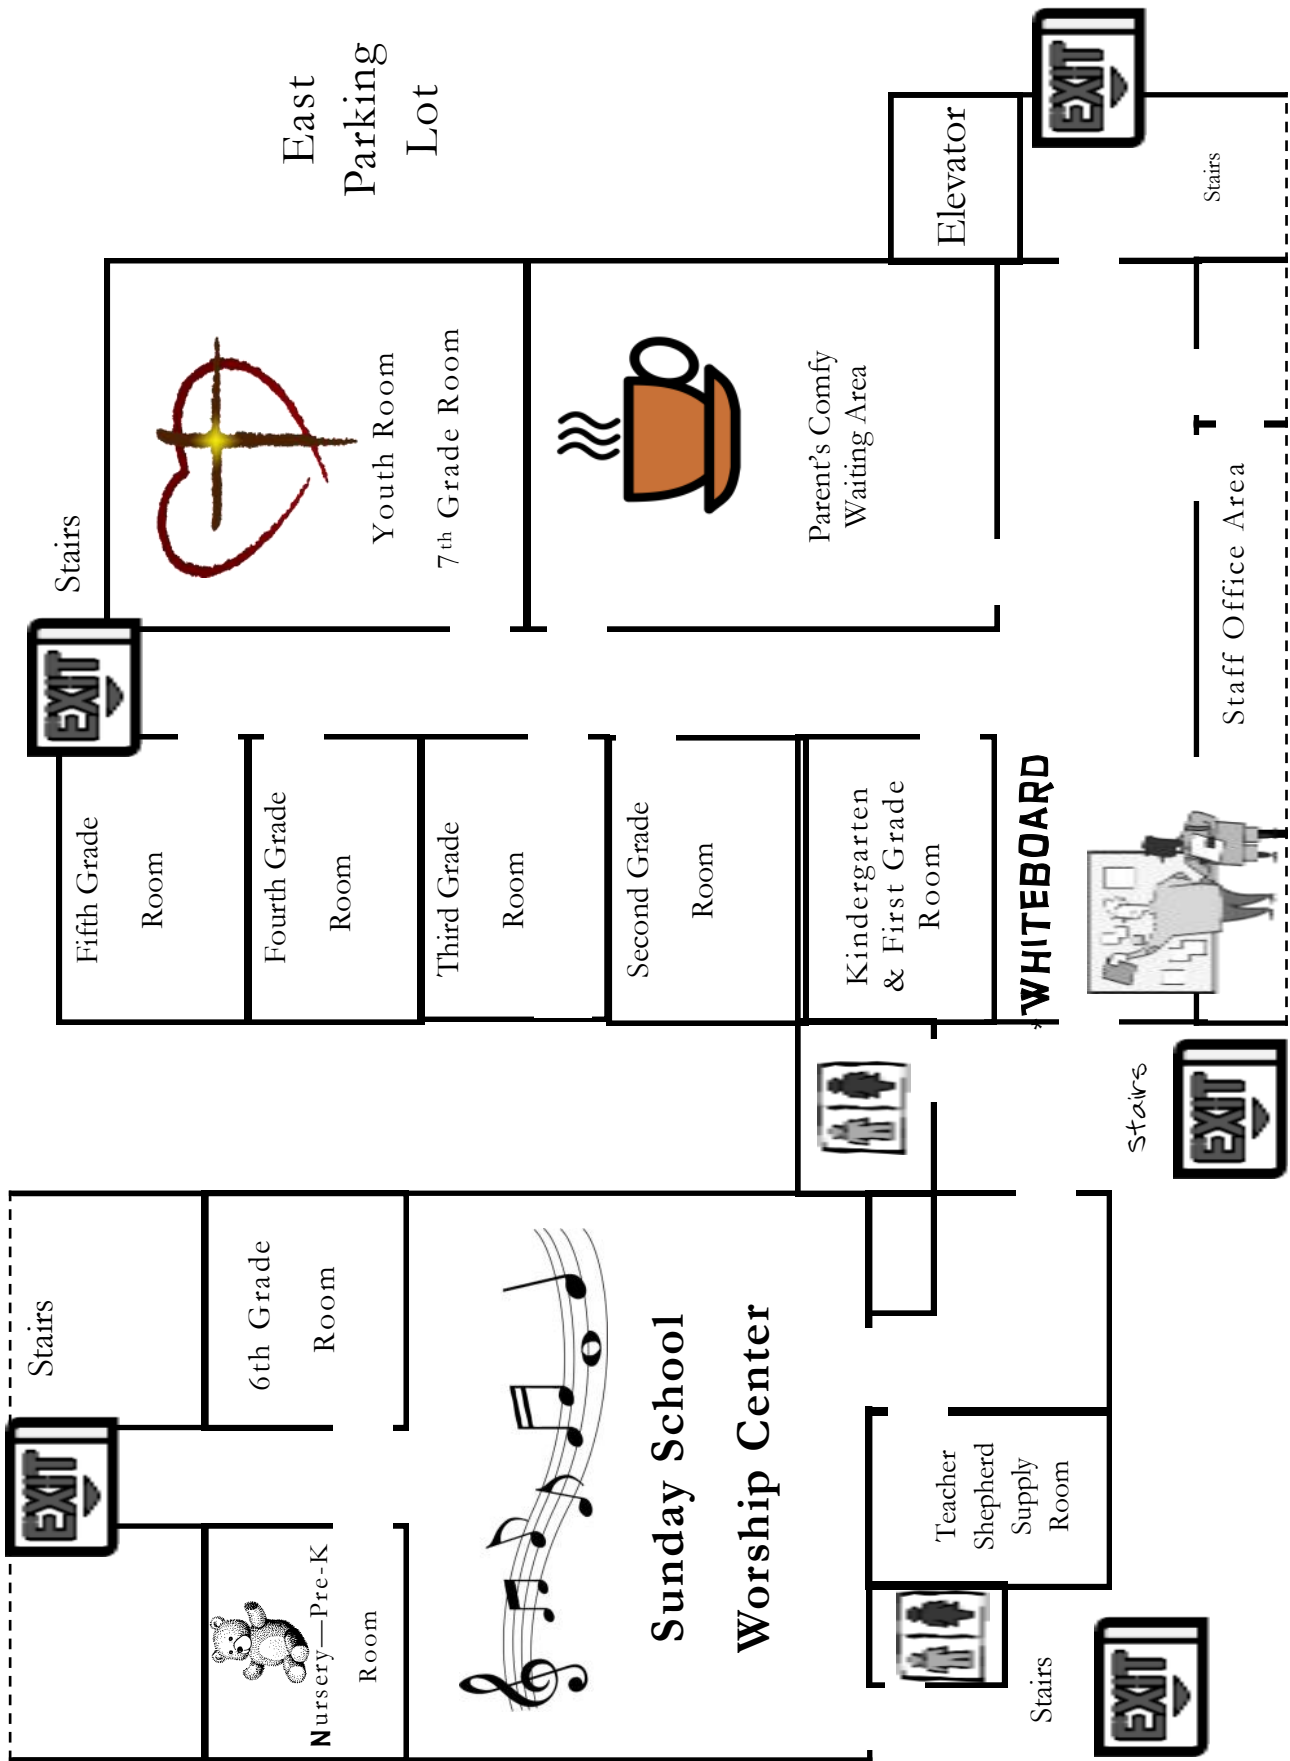 EXIT
Stairs
Nursery—Pre-K
Room
6th Grade
Room
Sunday School
Worship Center
Teacher
Shepherd
Supply
Room
Stairs
EXIT
Fifth Grade
Room
Fourth Grade
Room
Third Grade
Room
Second Grade
Room
Kindergarten
& First Grade
Room
*WHITEBOARD
stairs
EXIT
EXIT
Stairs
Youth Room
7th Grade Room
Parent's Comfy
Waiting Area
Staff Office Area
East
Parking
Lot
Elevator
EXIT
Stairs